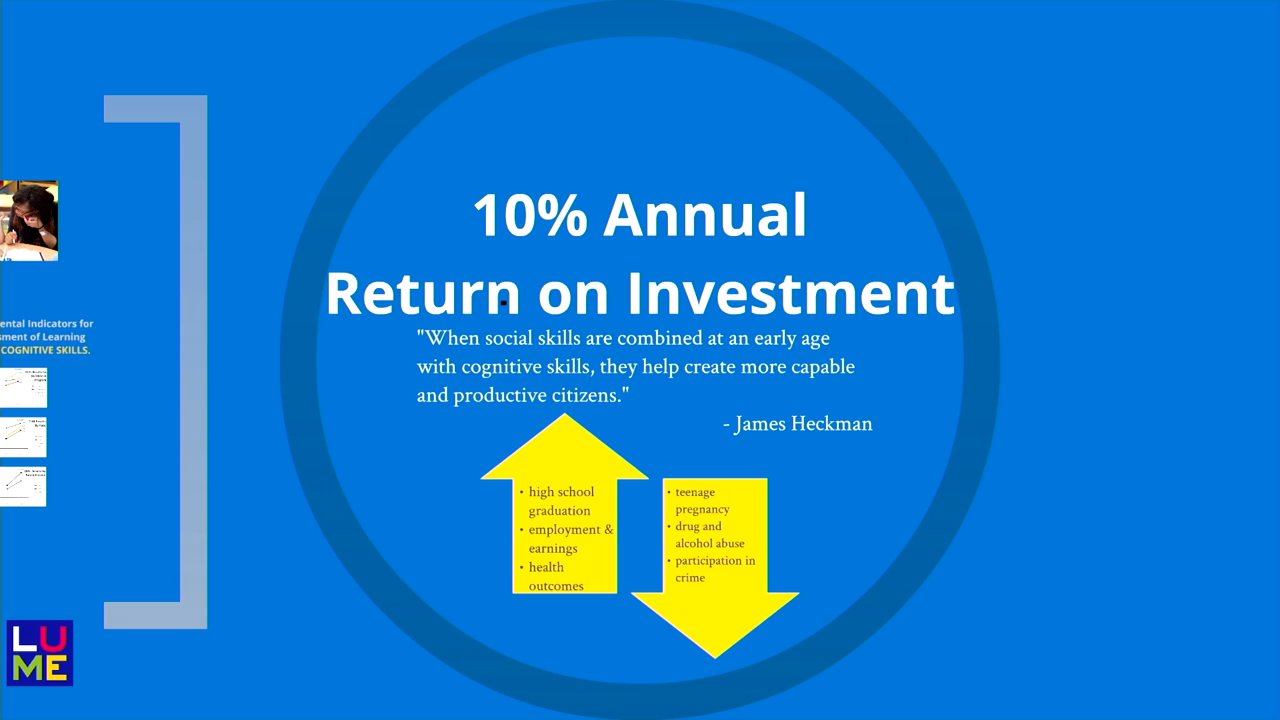 10% Annual
Return on Investment
"When social skills are combined at an early age
with cognitive skills, they help create more capable
and productive citizens."
- James Heckman
• high school
graduation
• employment &
earnings
• health
outcomes
• teenage
pregnancy
• drug and
alcohol abuse
• participation in
crime
ental Indicators for
sment of Learning
COGNITIVE SKILLS.
LU
ME